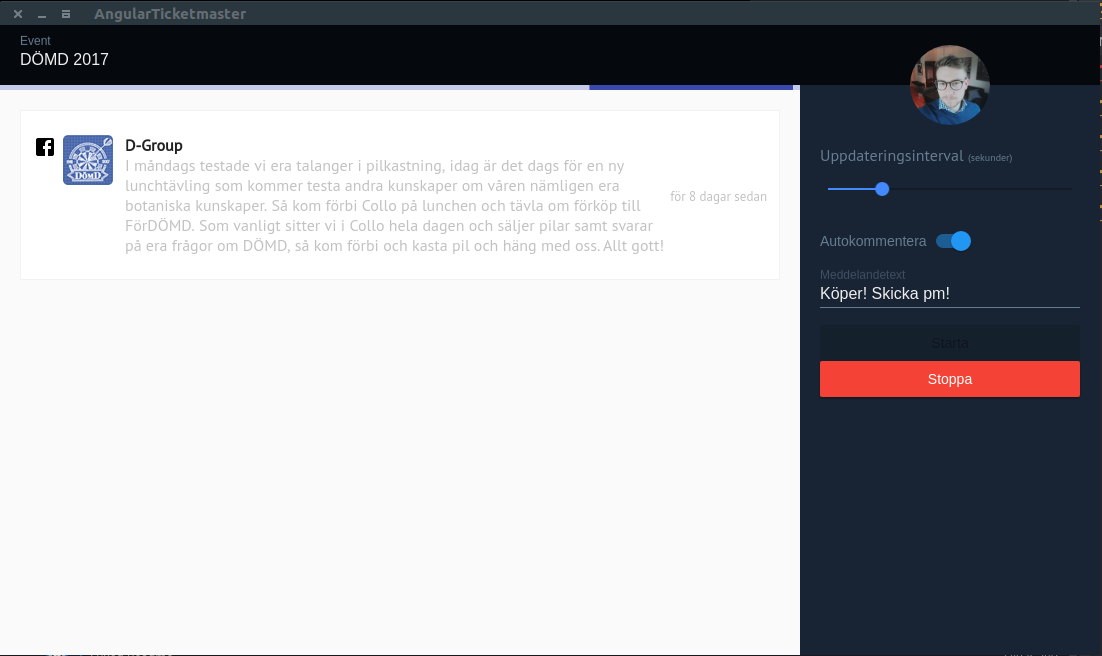 AngularTicketmaster
Event
DÖMD 2017
D-Group
I måndags testade vi era talanger i pilkastning, idag är det dags för en ny
lunchtävling som kommer testa andra kunskaper om våren nämligen era
botaniska kunskaper. Så kom förbi Collo på lunchen och tävla om förköp till
FörDÖMD. Som vanligt sitter vi i Collo hela dagen och säljer pilar samt svarar
på era frågor om DÖMD, så kom förbi och kasta pil och häng med oss. Allt gott!
för 8 dagar sedan
DÖMD
Uppdateringsinterval (sekunder)
Autokommentera
Meddelandetext
Köper! Skicka pm!
Starta
Stoppa